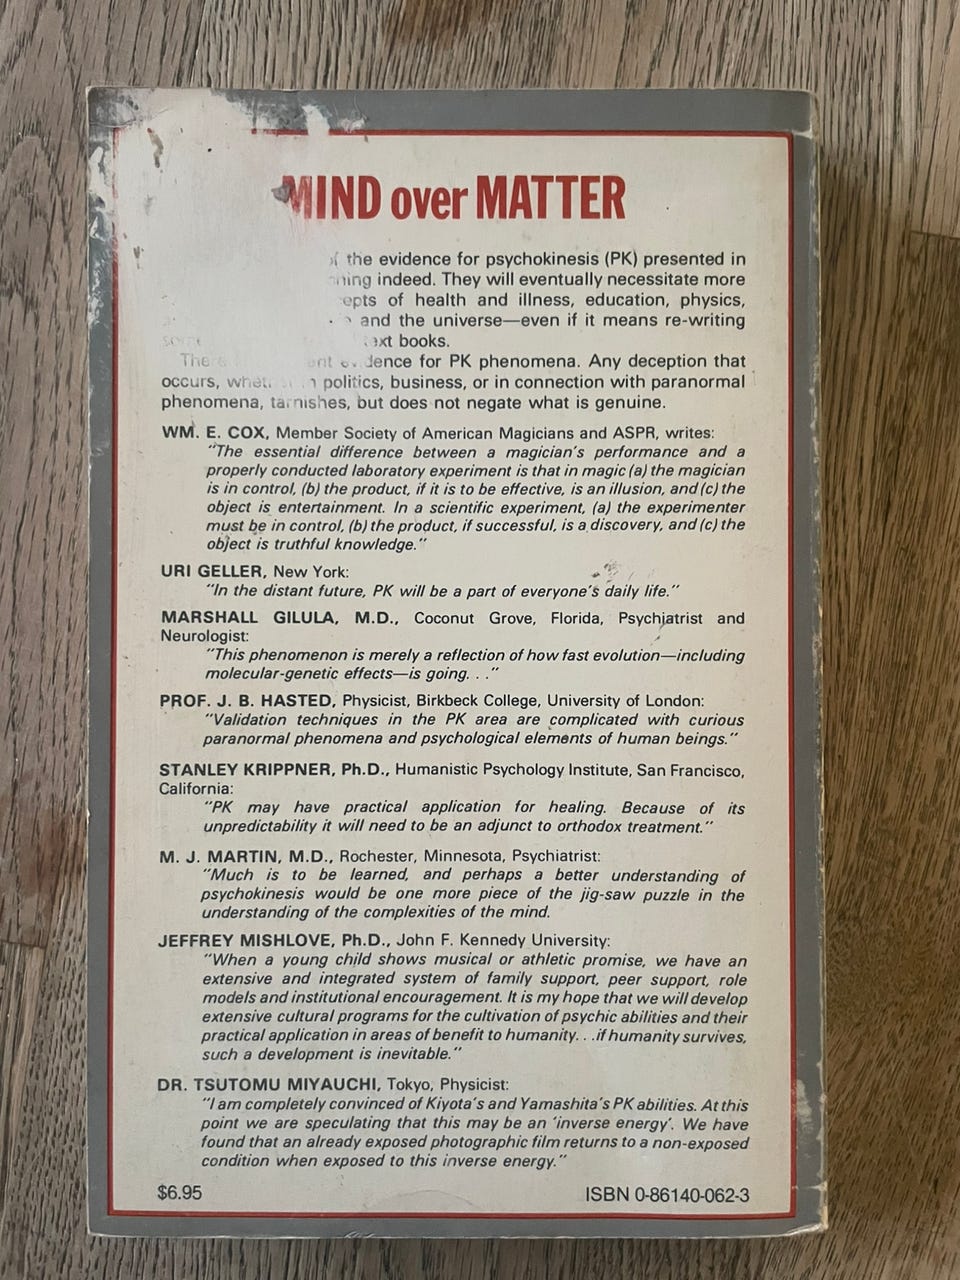 MIND over MATTER
the evidence for psychokinesis (PK) presented in
indeed. They will eventually necessitate more
of health and illness, education, physics,
and the universe—even if it means re-writing
books.
for PK phenomena. Any deception that
occurs, politics, business, or in connection with paranormal
phenomena, tarnishes, but does not negate what is genuine.
WM. E. COX, Member Society of American Magicians and ASPR, writes:
"The essential difference between a magician's performance and a
properly conducted laboratory experiment is that in magic (a) the magician
is in control, (b) the product, if it is to be effective, is an illusion, and (c) the
object is entertainment. In a scientific experiment, (a) the experimenter
must be in control, (b) the product, if successful, is a discovery, and (c) the
object is truthful knowledge."
URI GELLER, New York:
"In the distant future, PK will be a part of everyone's daily life."
MARSHALL GILULA, M.D., Coconut Grove, Florida, Psychiatrist and
Neurologist:
"This phenomenon is merely a reflection of how fast evolution—including
molecular-genetic effects—is going. . ."
PROF. J. B. HASTED, Physicist, Birkbeck College, University of London:
"Validation techniques in the PK area are complicated with curious
paranormal phenomena and psychological elements of human beings."
STANLEY KRIPPNER, Ph.D., Humanistic Psychology Institute, San Francisco,
California:
"PK may have practical application for healing. Because of its
unpredictability it will need to be an adjunct to orthodox treatment."
M. J. MARTIN, M.D., Rochester, Minnesota, Psychiatrist:
"Much is to be learned, and perhaps a better understanding of
psychokinesis would be one more piece of the jig-saw puzzle in the
understanding of the complexities of the mind.
JEFFREY MISHLOVE, Ph.D., John F. Kennedy University:
"When a young child shows musical or athletic promise, we have an
extensive and integrated system of family support, peer support, role
models and institutional encouragement. It is my hope that we will develop
extensive cultural programs for the cultivation of psychic abilities and their
practical application in areas of benefit to humanity. . .if humanity survives,
such a development is inevitable."
DR. TSUTOMU MIYAUCHI, Tokyo, Physicist:
"I am completely convinced of Kiyota's and Yamashita's PK abilities. At this
point we are speculating that this may be an 'inverse energy'. We have
found that an already exposed photographic film returns to a non-exposed
condition when exposed to this inverse energy."
$6.95
ISBN 0-86140-062-3